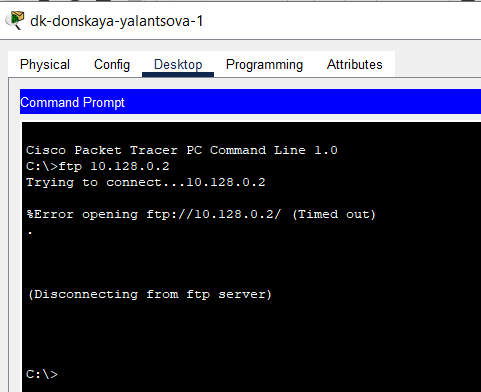 dk-donskaya-yalantsova-1
Physical Config Desktop Programming Attributes
Command Prompt
Cisco Packet Tracer PC Command Line 1.0
C:\>ftp 10.128.0.2
Trying to connect...10.128.0.2
%Error opening ftp://10.128.0.2/ (Timed out)
.
(Disconnecting from ftp server)
C:\>